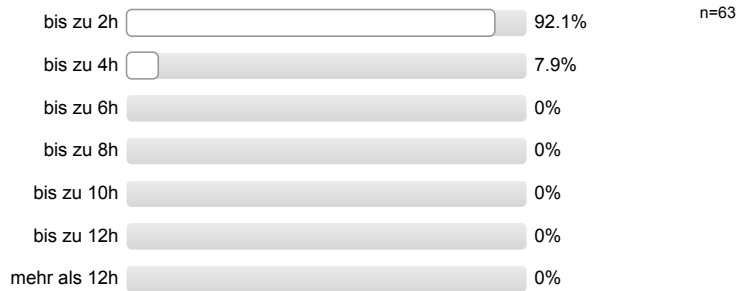 bis zu 2h 92.1% n=63
bis zu 4h 7.9%
bis zu 6h 0%
bis zu 8h 0%
bis zu 10h 0%
bis zu 12h 0%
mehr als 12h 0%